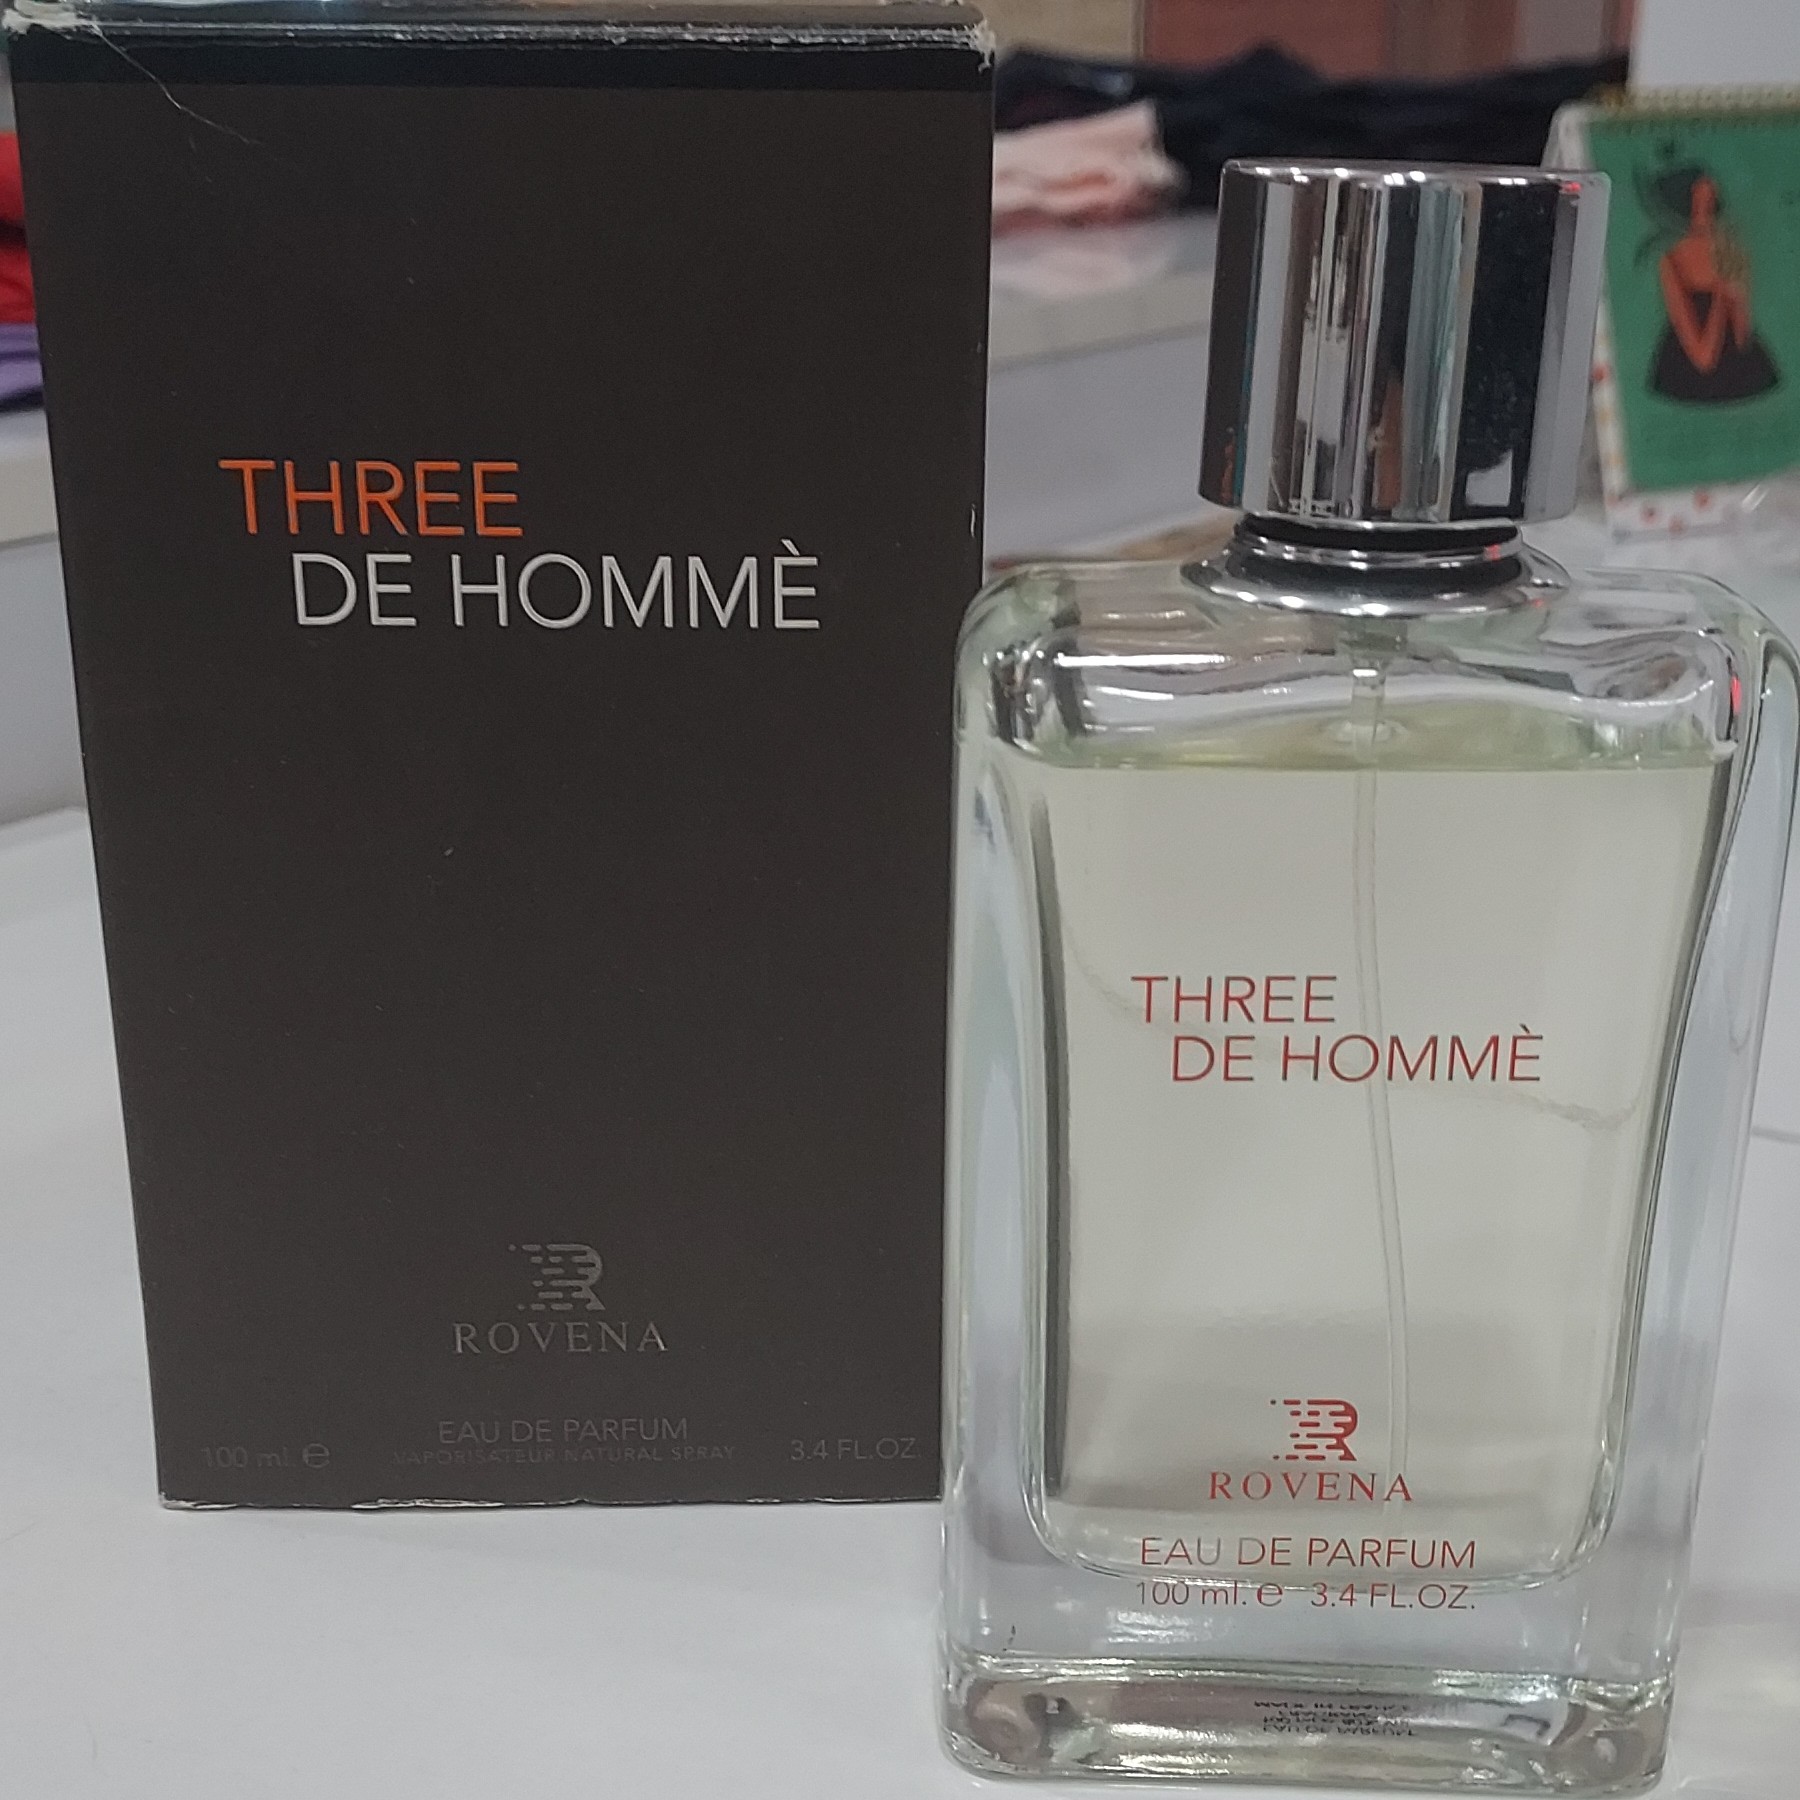 THREE
DE HOMMÈ
ROVENA
EAU DE PARFUM
VAPORISATEUR NATURAL SPRAY
100 ml. e
3.4 FL.OZ.
THREE
DE HOMMÈ
ROVENA
EAU DE PARFUM
100 ml. e 3.4 FL.OZ.